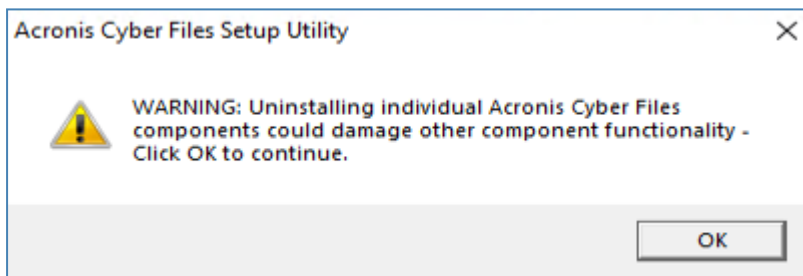 Acronis Cyber Files Setup Utility
WARNING: Uninstalling individual Acronis Cyber Files
components could damage other component functionality -
Click OK to continue.
OK